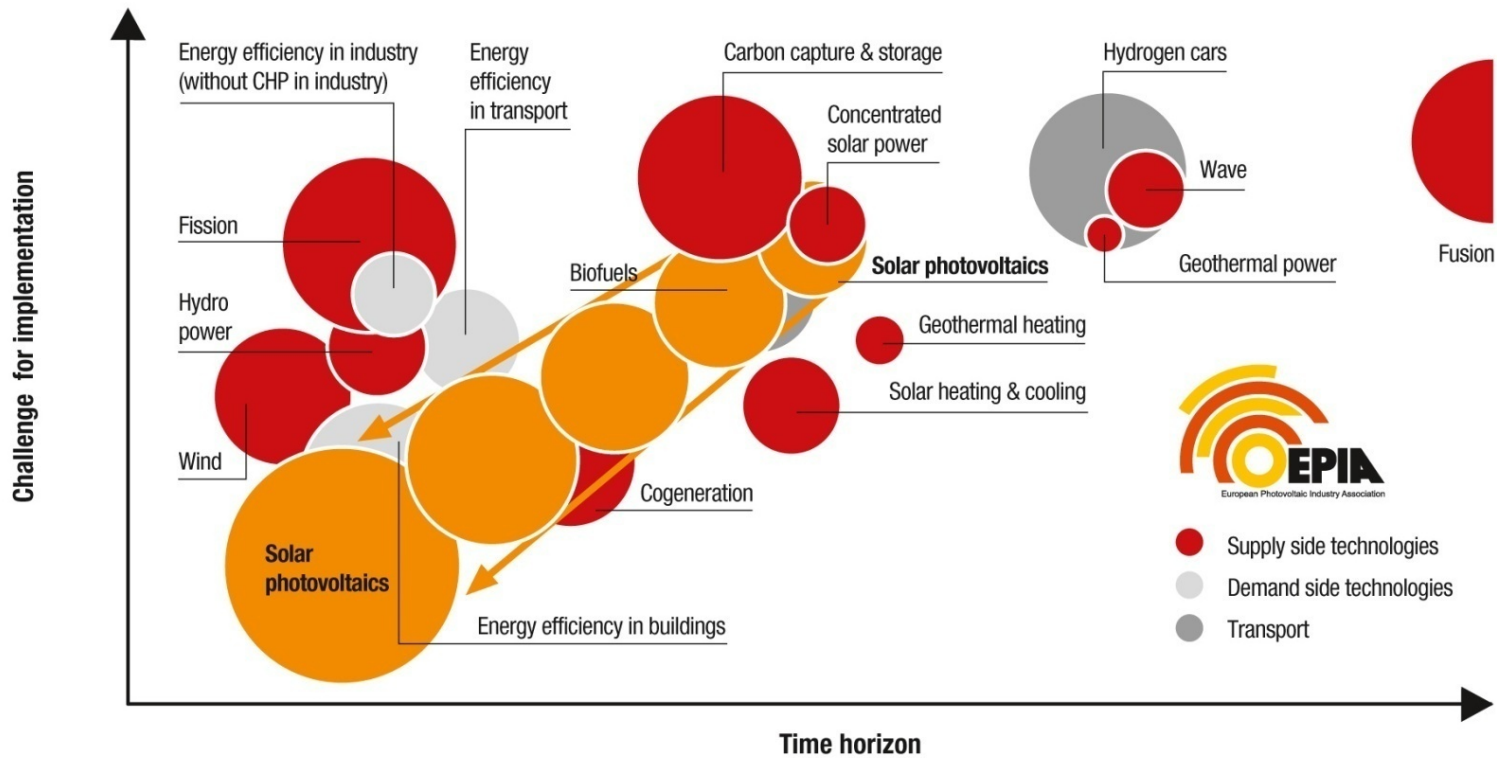 Challenge for implementation
Energy efficiency in industry
(without CHP in industry)
Energy
efficiency
in transport
Carbon capture & storage
Concentrated
solar power
Hydrogen cars
Wave
Fission
Biofuels
Solar photovoltaics
Geothermal power
Fusion
Hydro
power
Geothermal heating
Solar heating & cooling
Wind
Cogeneration
Solar
photovoltaics
Energy efficiency in buildings
EPIA
European Photovoltaic Industry Association
Supply side technologies
Demand side technologies
Transport
Time horizon